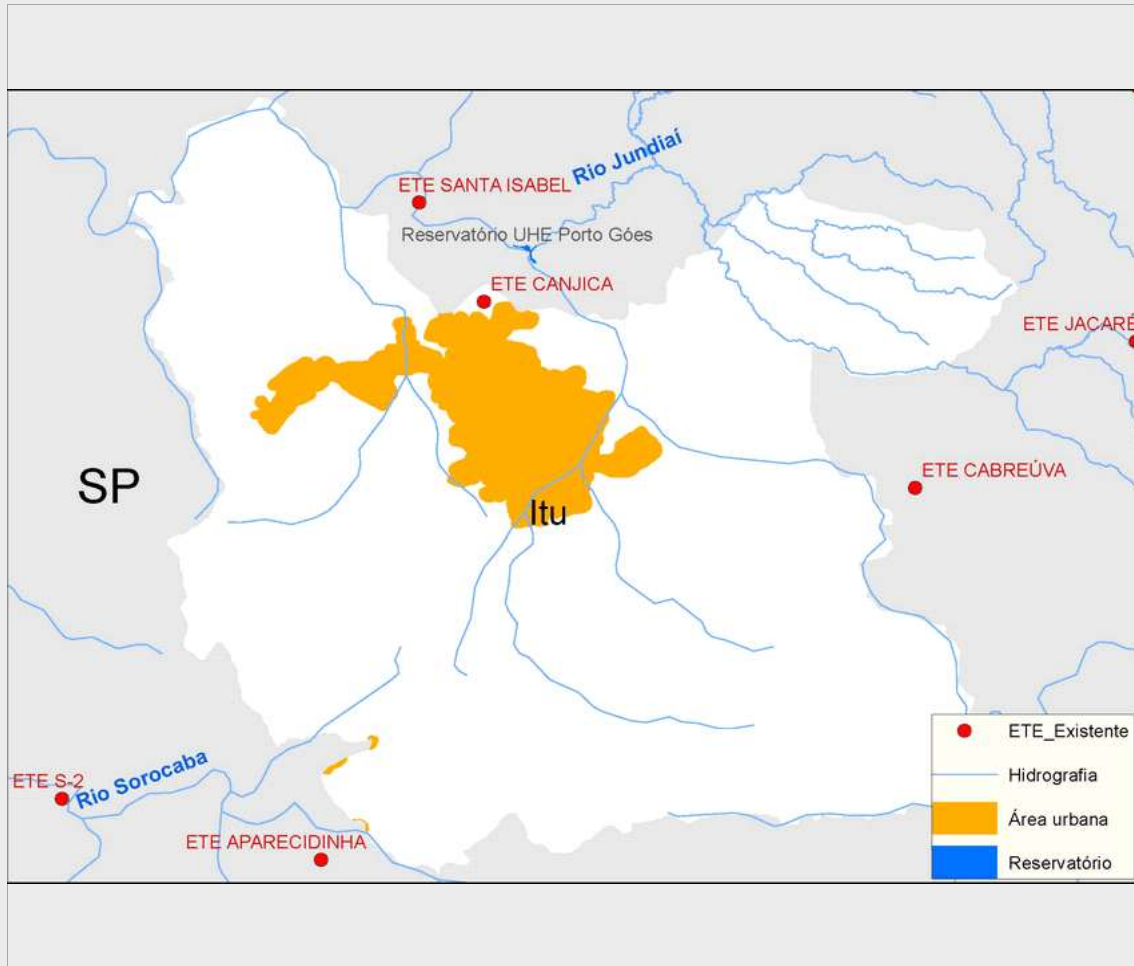 Rio Jundiaí
ETE SANTA ISABEL
Reservatório UHE Porto Góes
ETE CANJICA
ETE JACARÉ
ETE CABREÚVA
SP
Itu
ETE S-2
Rio Sorocaba
ETE APARECIDINHA
ETE_Existente
Hidrografia
Área urbana
Reservatório